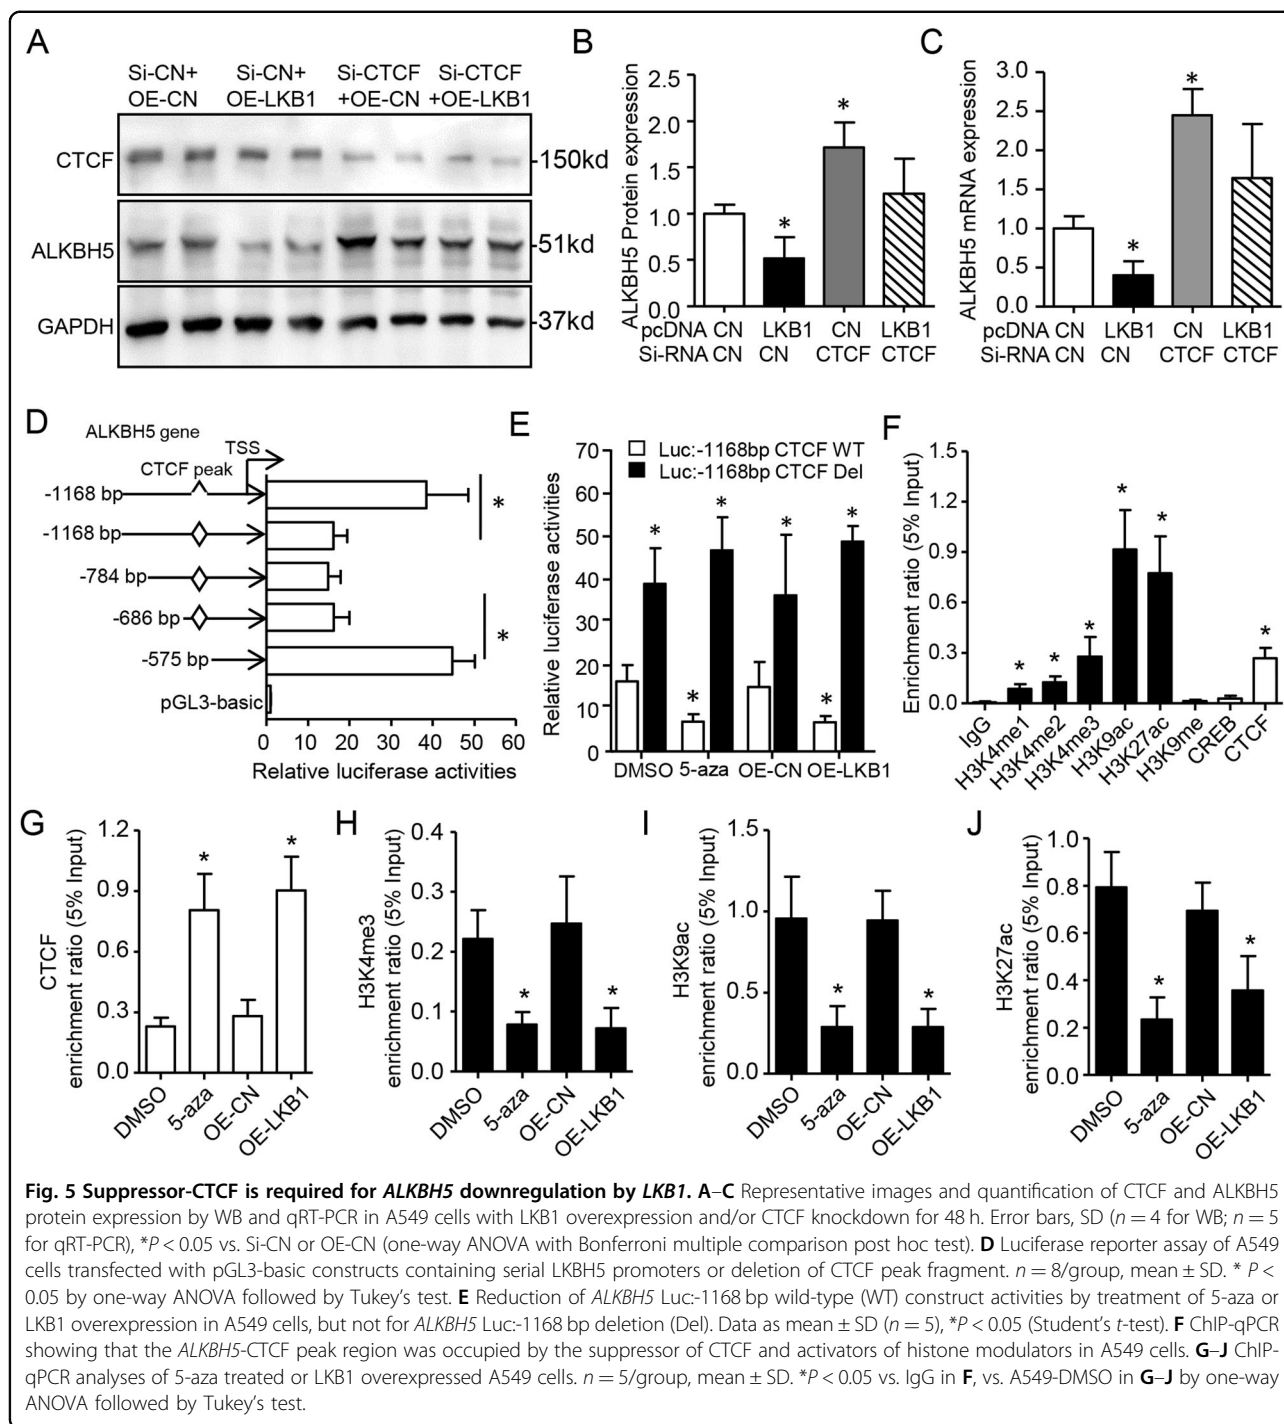 A
Si-CN+ Si-CN+ Si-CTCF Si-CTCF
OE-CN OE-LKB1 +OE-CN +OE-LKB1
CTCF -150kd
ALKBH5 -51kd
GAPDH -37kd
B
ALKBH5 Protein expression
2.5
2.0
1.5
1.0
0.5
0.0
* * 
pcDNA CN LKB1 CN LKB1
Si-RNA CN CN CTCF CTCF
C
ALKBH5 mRNA expression
3.0
2.5
2.0
1.5
1.0
0.5
0.0
* *
pcDNA CN LKB1 CN LKB1
Si-RNA CN CN CTCF CTCF
D
ALKBH5 gene
TSS
CTCF peak
-1168 bp
-1168 bp
-784 bp
-686 bp
-575 bp
pGL3-basic
* *
0 10 20 30 40 50 60
Relative luciferase activities
E
Relative luciferase activities
70
60
50
40
30
20
10
0
Luc:-1168bp CTCF WT
Luc:-1168bp CTCF Del
* * * * * *
DMSO 5-aza OE-CN OE-LKB1
F
Enrichment ratio (5% Input)
1.5
1.2
0.9
0.6
0.3
0.0
* * * * * *
IgG H3K4me1 H3K4me2 H3K4me3 H3K9ac H3K27ac H3K9me CREB CTCF
G
CTCF
enrichment ratio (5% Input)
1.2
0.9
0.6
0.3
0.0
* *
DMSO 5-aza OE-CN OE-LKB1
H
H3K4me3
enrichment ratio (5% Input)
0.4
0.3
0.2
0.1
0.0
* *
DMSO 5-aza OE-CN OE-LKB1
I
H3K9ac
enrichment ratio (5% Input)
1.5
1.0
0.5
0.0
* *
DMSO 5-aza OE-CN OE-LKB1
J
H3K27ac
enrichment ratio (5% Input)
1.0
0.8
0.6
0.4
0.2
0.0
* *
DMSO 5-aza OE-CN OE-LKB1
Fig. 5 Suppressor-CTCF is required for ALKBH5 downregulation by LKB1. A–C Representative images and quantification of CTCF and ALKBH5
protein expression by WB and qRT-PCR in A549 cells with LKB1 overexpression and/or CTCF knockdown for 48 h. Error bars, SD (n = 4 for WB; n = 5
for qRT-PCR), *P < 0.05 vs. Si-CN or OE-CN (one-way ANOVA with Bonferroni multiple comparison post hoc test). D Luciferase reporter assay of A549
cells transfected with pGL3-basic constructs containing serial LKBH5 promoters or deletion of CTCF peak fragment. n = 8/group, mean ± SD. * P <
0.05 by one-way ANOVA followed by Tukey's test. E Reduction of ALKBH5 Luc:-1168 bp wild-type (WT) construct activities by treatment of 5-aza or
LKB1 overexpression in A549 cells, but not for ALKBH5 Luc:-1168 bp deletion (Del). Data as mean ± SD (n = 5), *P < 0.05 (Student's t-test). F ChIP-qPCR
showing that the ALKBH5-CTCF peak region was occupied by the suppressor of CTCF and activators of histone modulators in A549 cells. G–J ChIP-
qPCR analyses of 5-aza treated or LKB1 overexpressed A549 cells. n = 5/group, mean ± SD. *P < 0.05 vs. IgG in F, vs. A549-DMSO in G–J by one-way
ANOVA followed by Tukey's test.